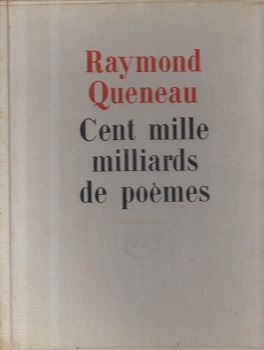 Raymond
Queneau
Cent mille
milliards
de poèmes